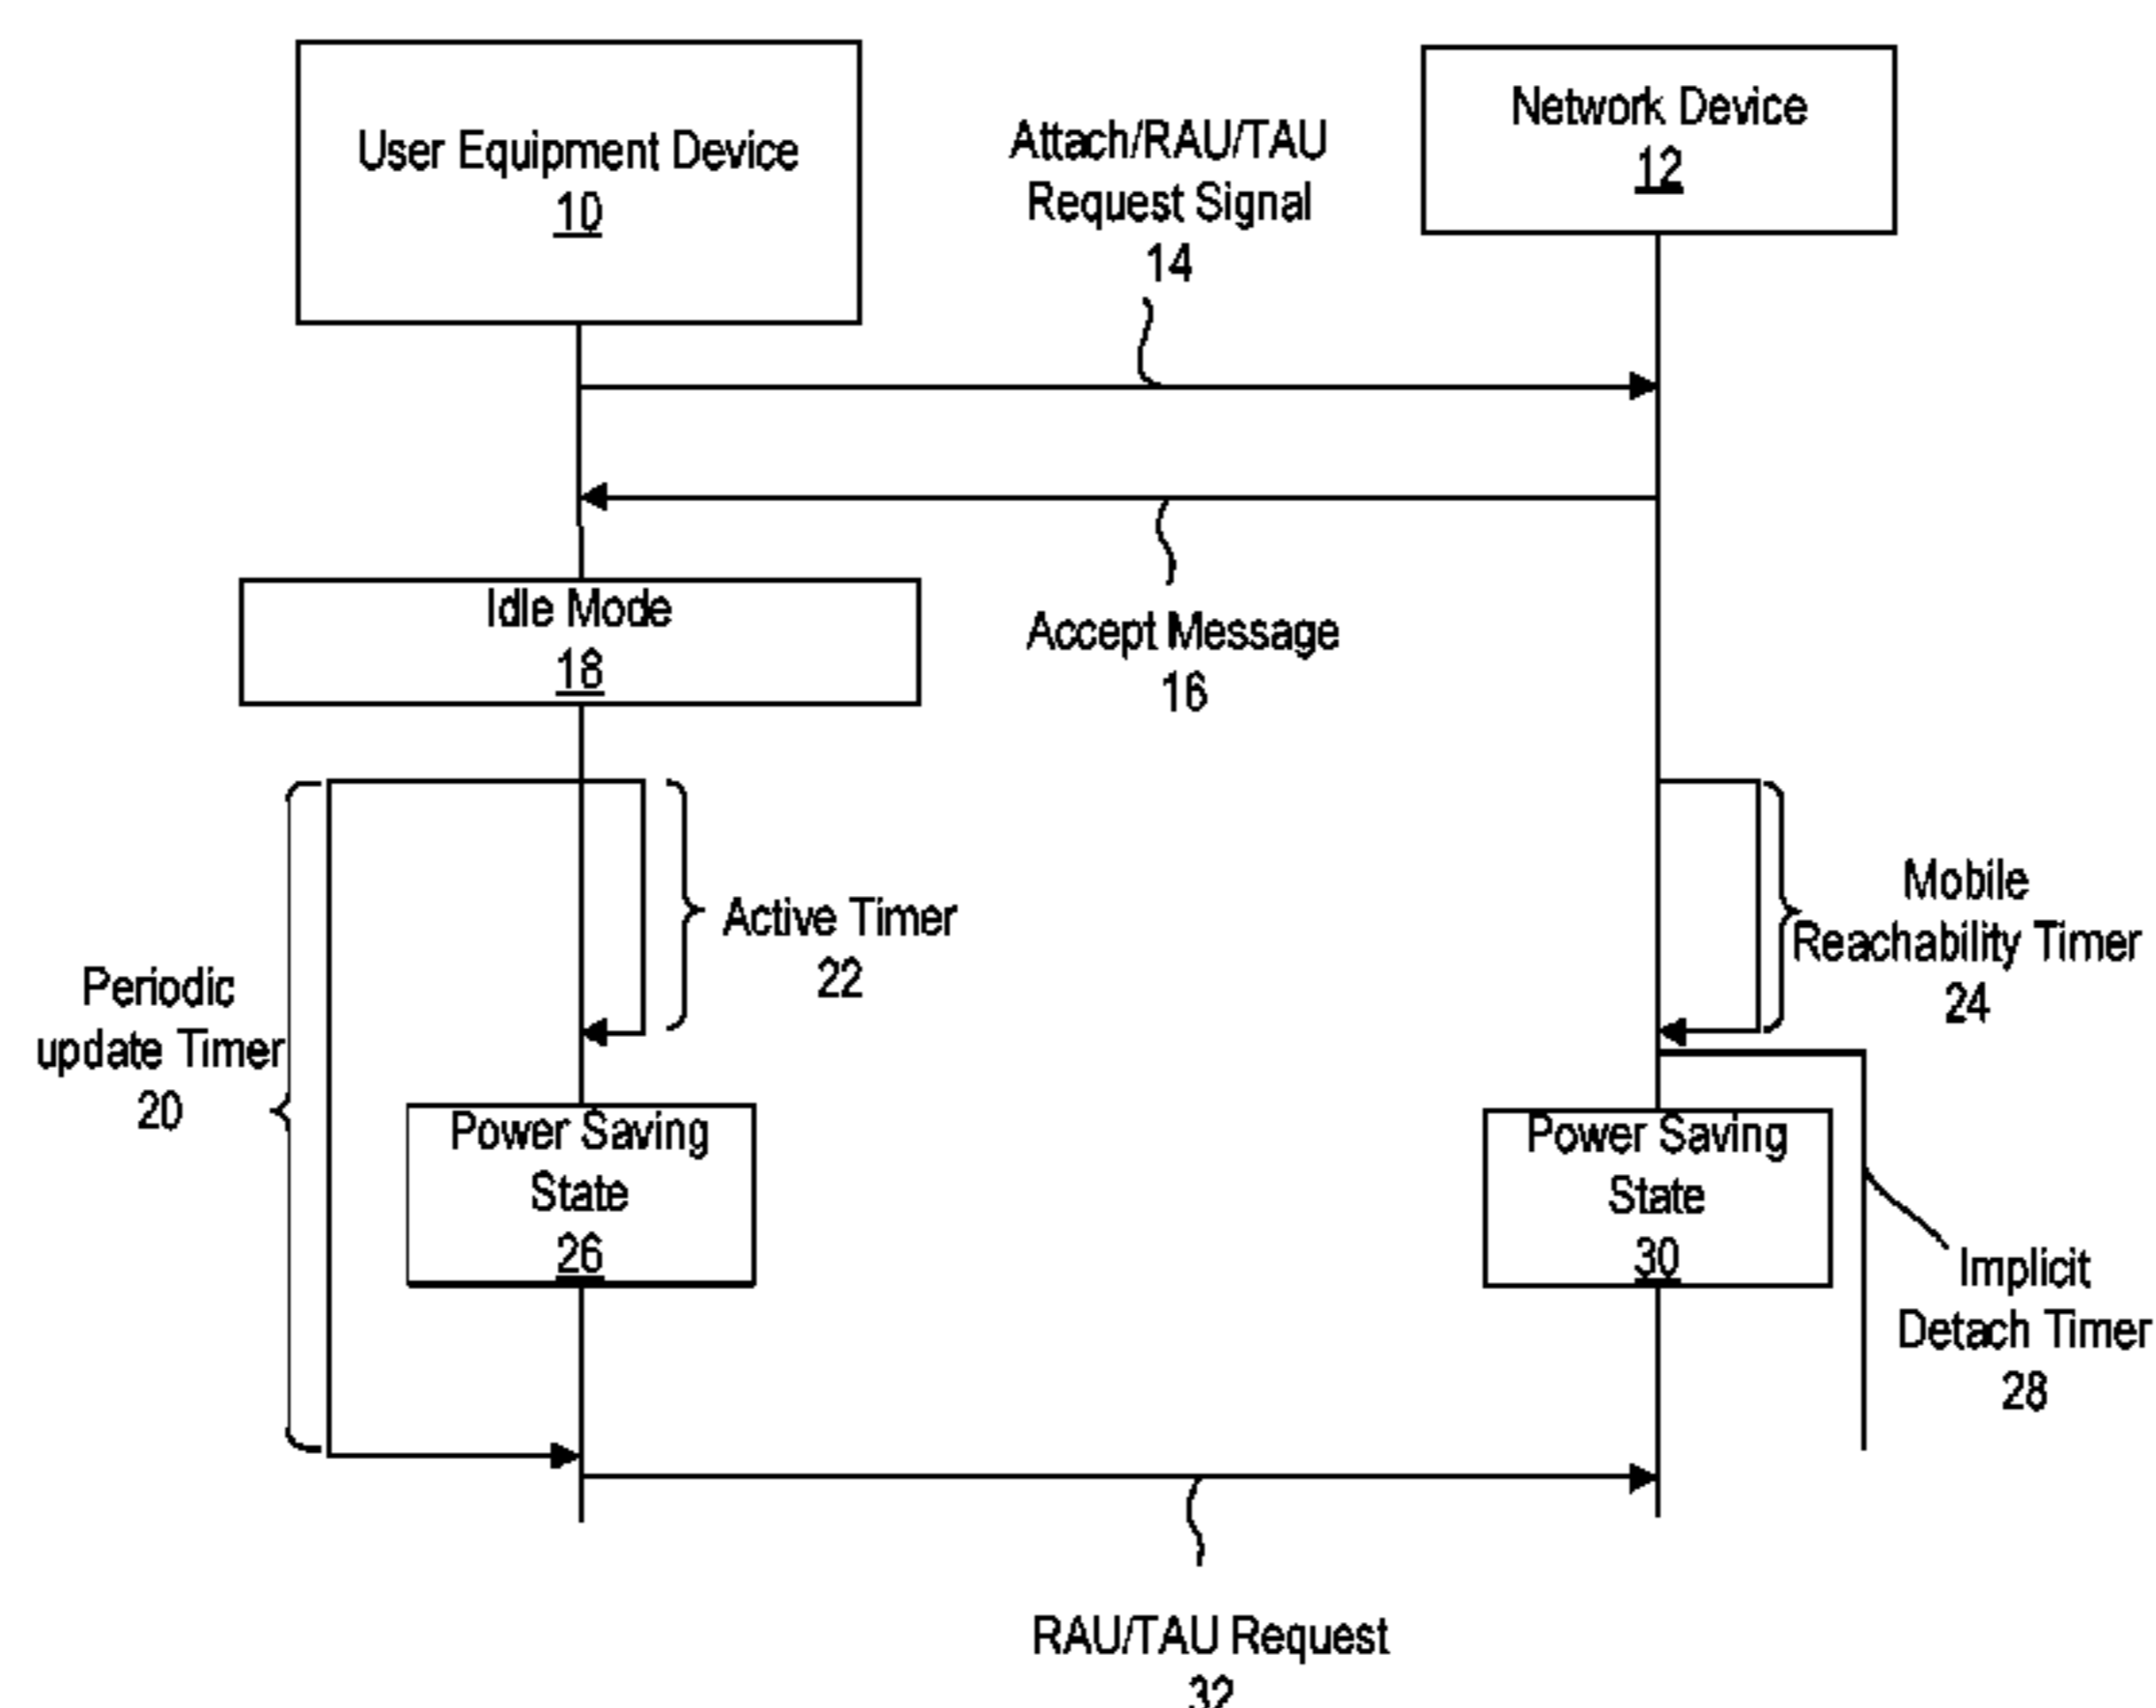 User Equipment Device
10
Network Device
12
Attach/RAU/TAU
Request Signal
14
Idle Mode
18
Accept Message
16
Active Timer
22
Mobile
Reachability Timer
24
Periodic
update Timer
20
Power Saving
State
26
Power Saving
State
30
Implicit
Detach Timer
28
RAU/TAU Request
32